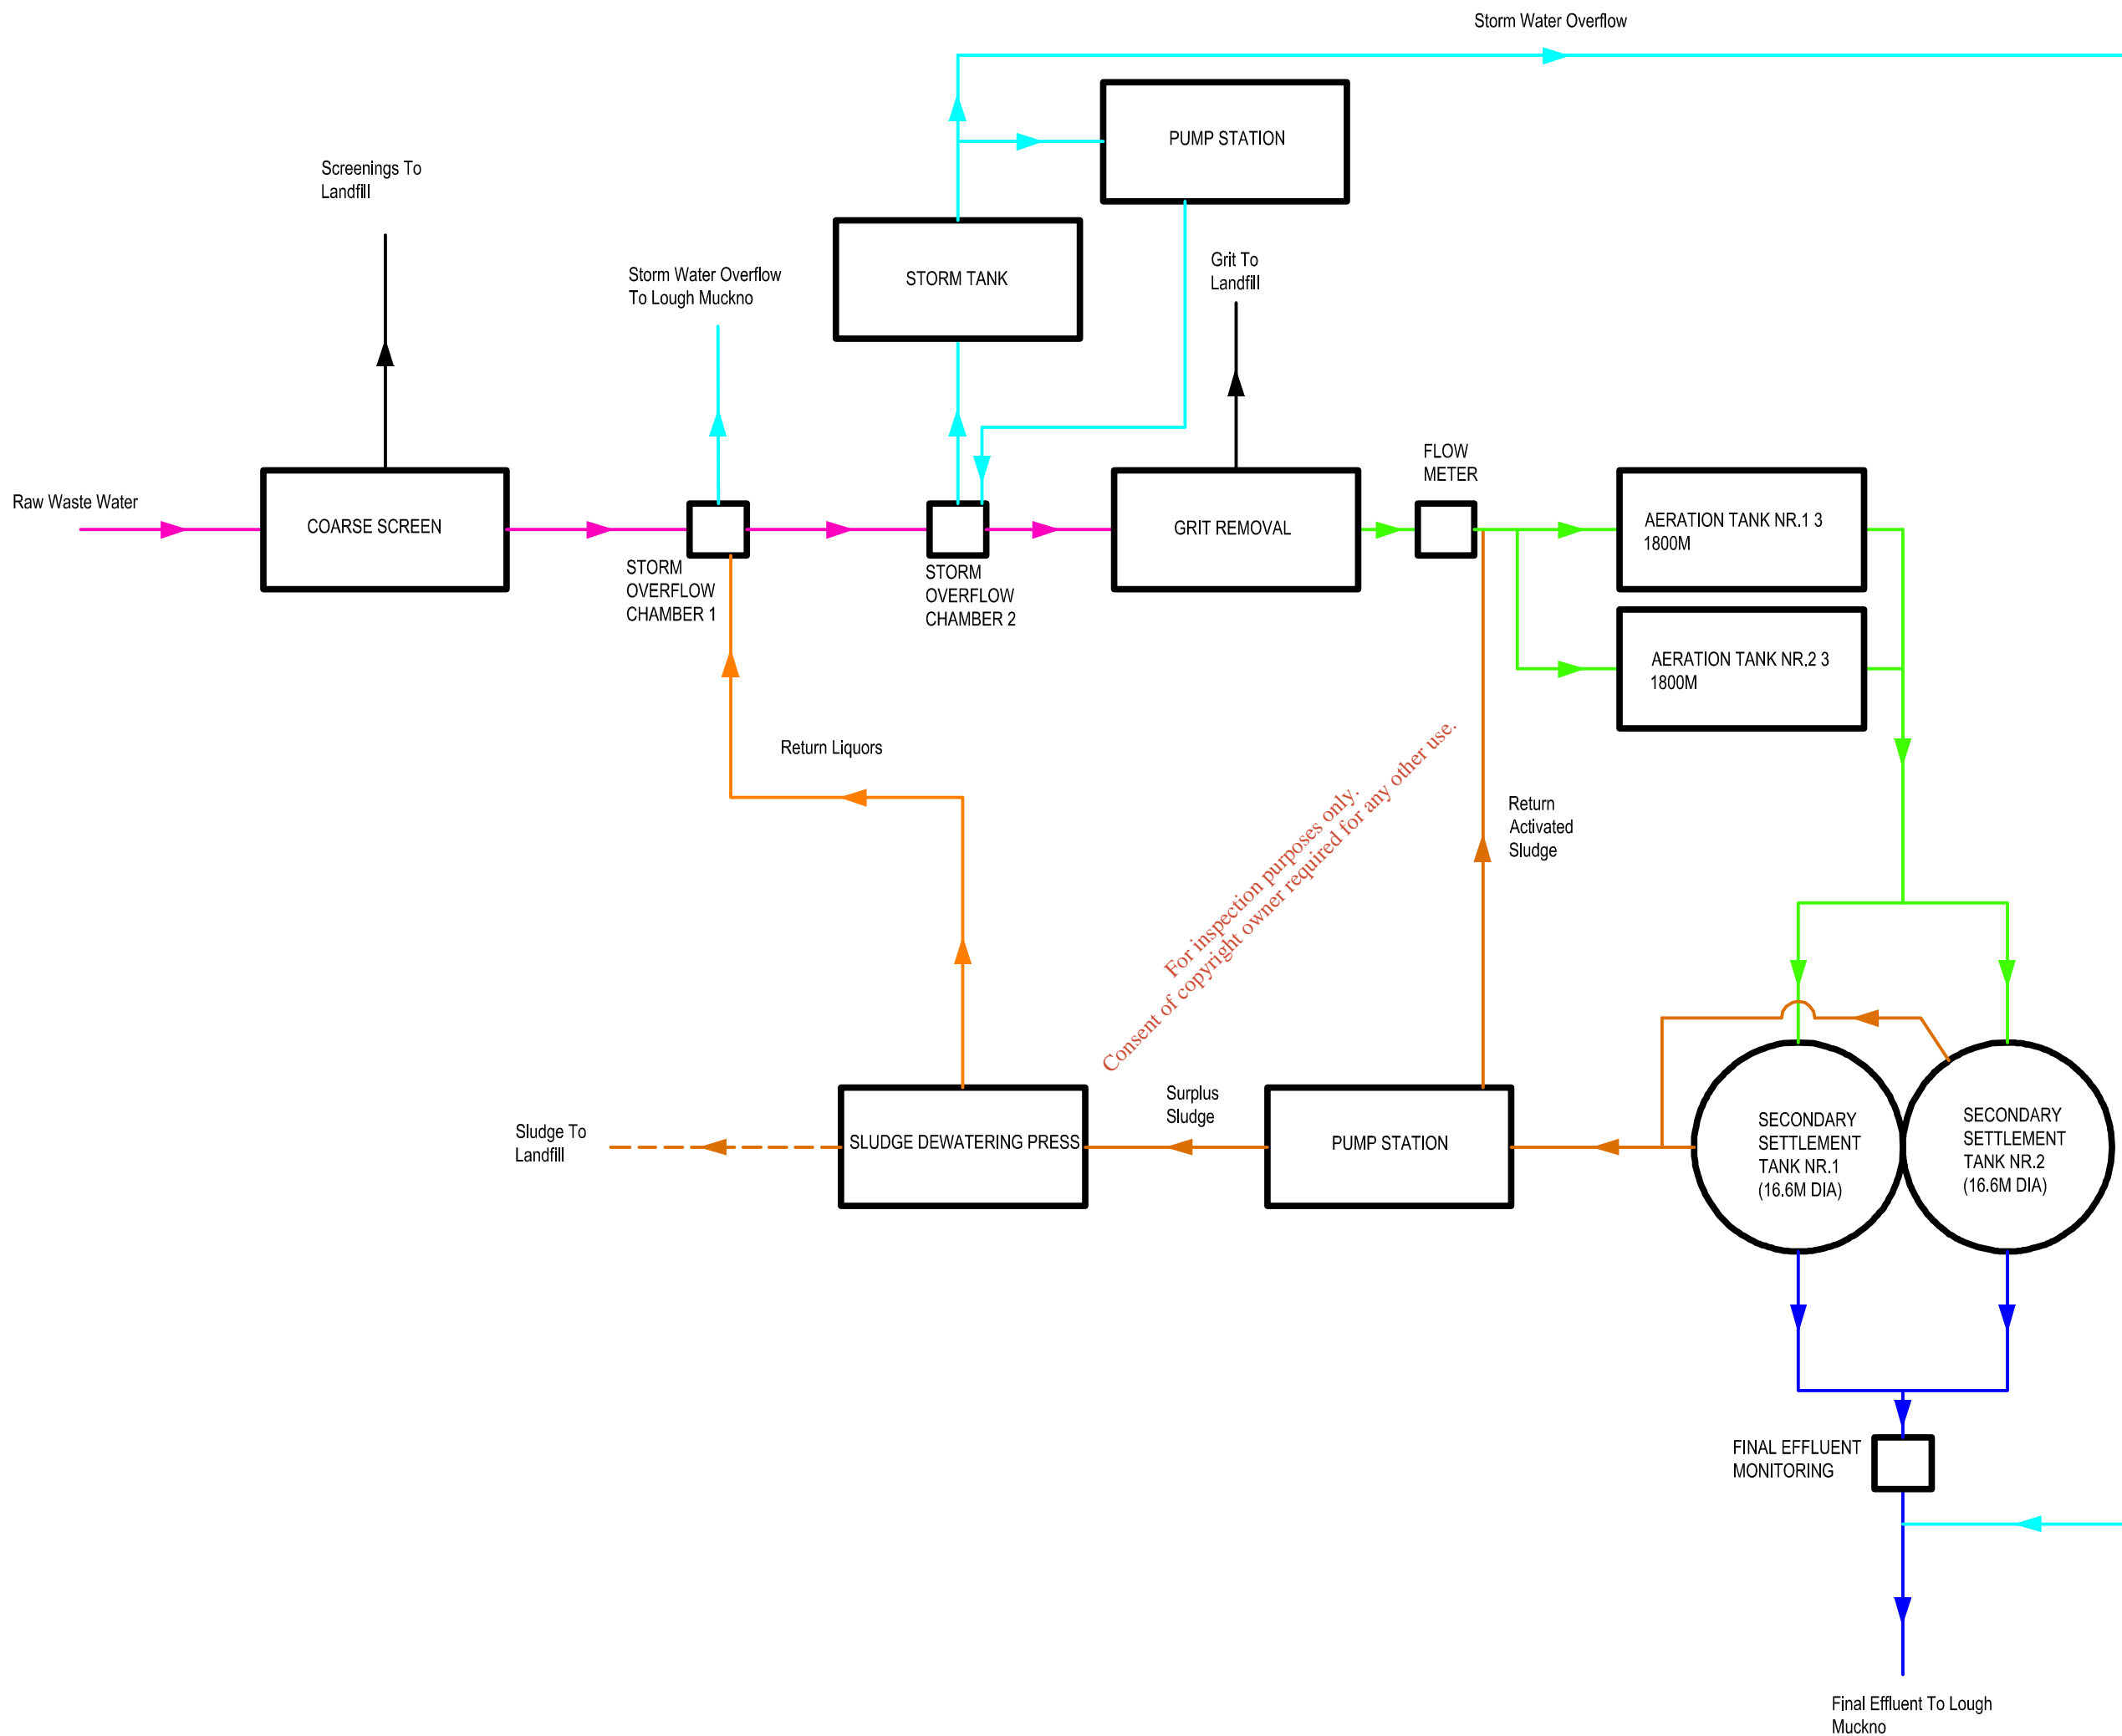 Storm Water Overflow
PUMP STATION
Screenings To
Landfill
STORM TANK
Storm Water Overflow
To Lough Muckno
Grit To
Landfill
FLOW
METER
Raw Waste Water
COARSE SCREEN
GRIT REMOVAL
AERATION TANK NR.1 3
1800M
STORM
OVERFLOW
CHAMBER 1
STORM
OVERFLOW
CHAMBER 2
AERATION TANK NR.2 3
1800M
Return Liquors
Return
Activated
Sludge
For inspection purposes only.
Consent of copyright owner required for any other use.
Surplus
Sludge
Sludge To
Landfill
SLUDGE DEWATERING PRESS
PUMP STATION
SECONDARY
SETTLEMENT
TANK NR.1
(16.6M DIA)
SECONDARY
SETTLEMENT
TANK NR.2
(16.6M DIA)
FINAL EFFLUENT
MONITORING
Final Effluent To Lough
Muckno